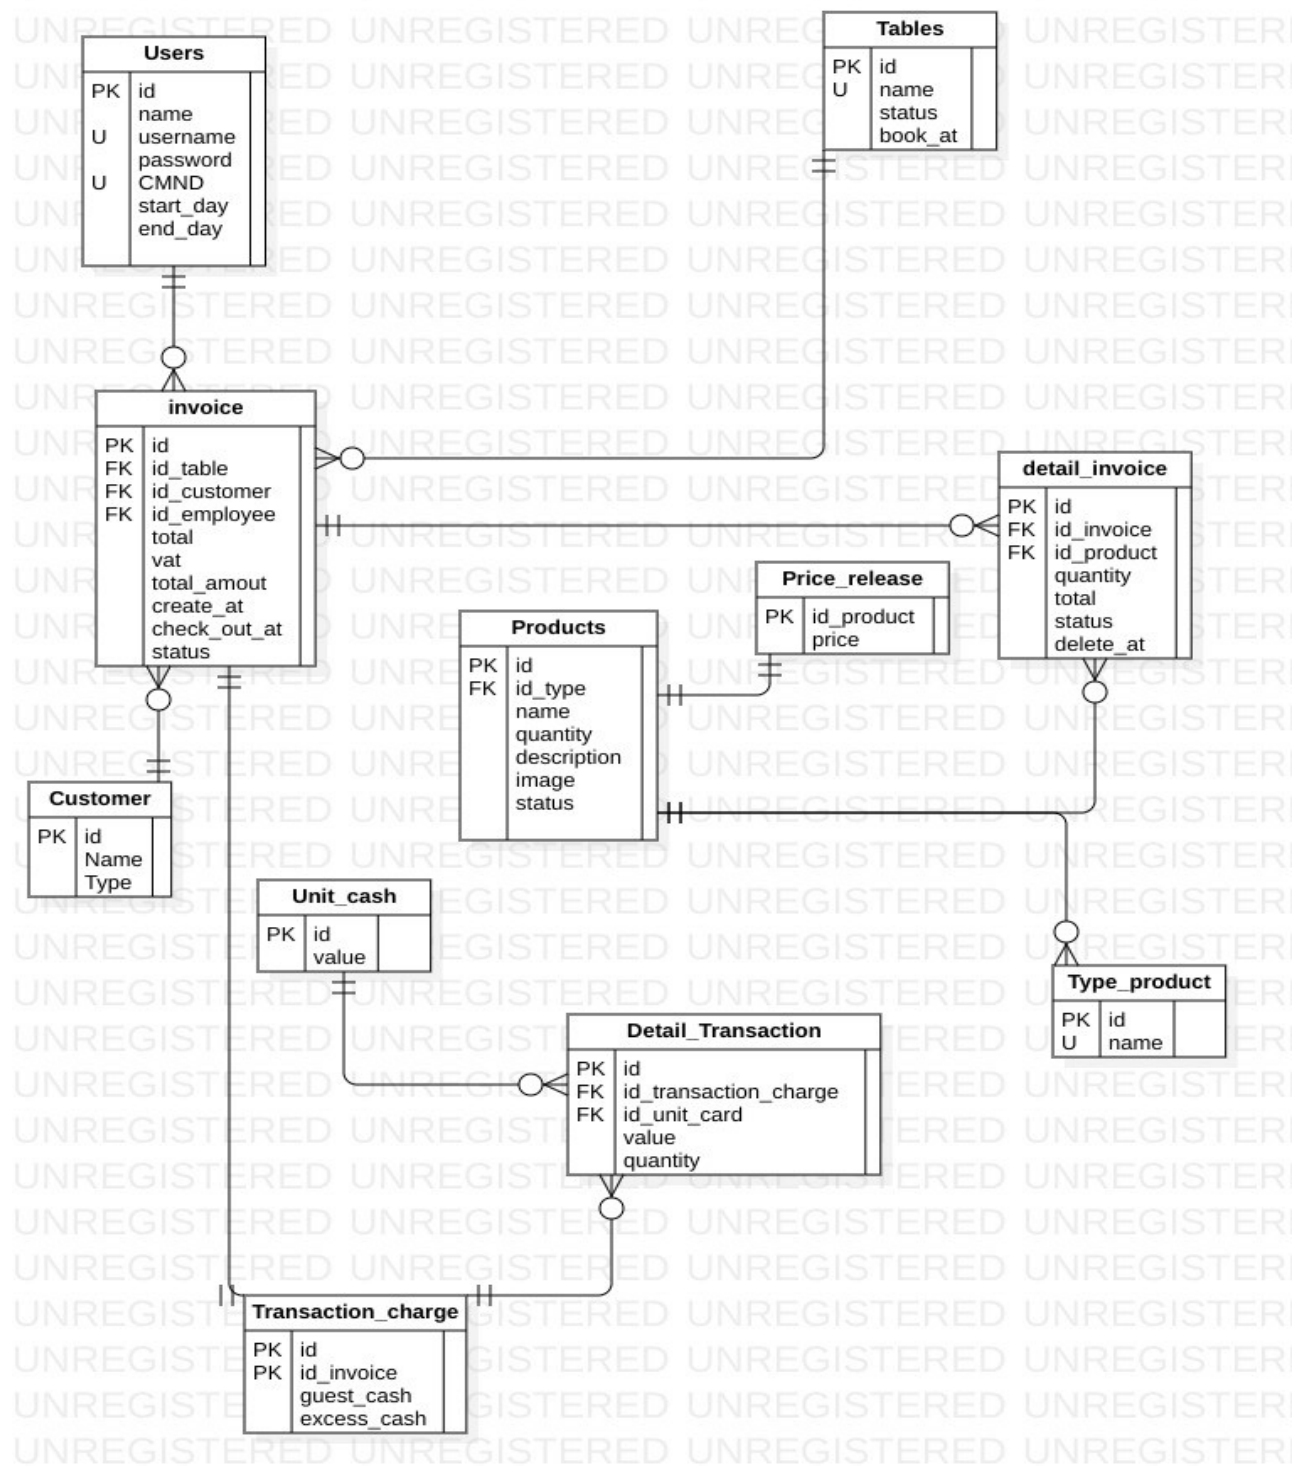 Users
PK id
name
U username
password
U CMND
start_day
end_day
Tables
PK id
U name
status
book_at
invoice
PK id
FK id_table
FK id_customer
FK id_employee
total
vat
total_amout
create_at
check_out_at
status
detail_invoice
PK id
FK id_invoice
FK id_product
quantity
total
status
delete_at
Price_release
PK id_product
price
Products
PK id
FK id_type
name
quantity
description
image
status
Customer
PK id
Name
Type
Unit_cash
PK id
value
Type_product
PK id
U name
Detail_Transaction
PK id
FK id_transaction_charge
FK id_unit_card
value
quantity
Transaction_charge
PK id
PK id_invoice
guest_cash
excess_cash
UNREGISTERED